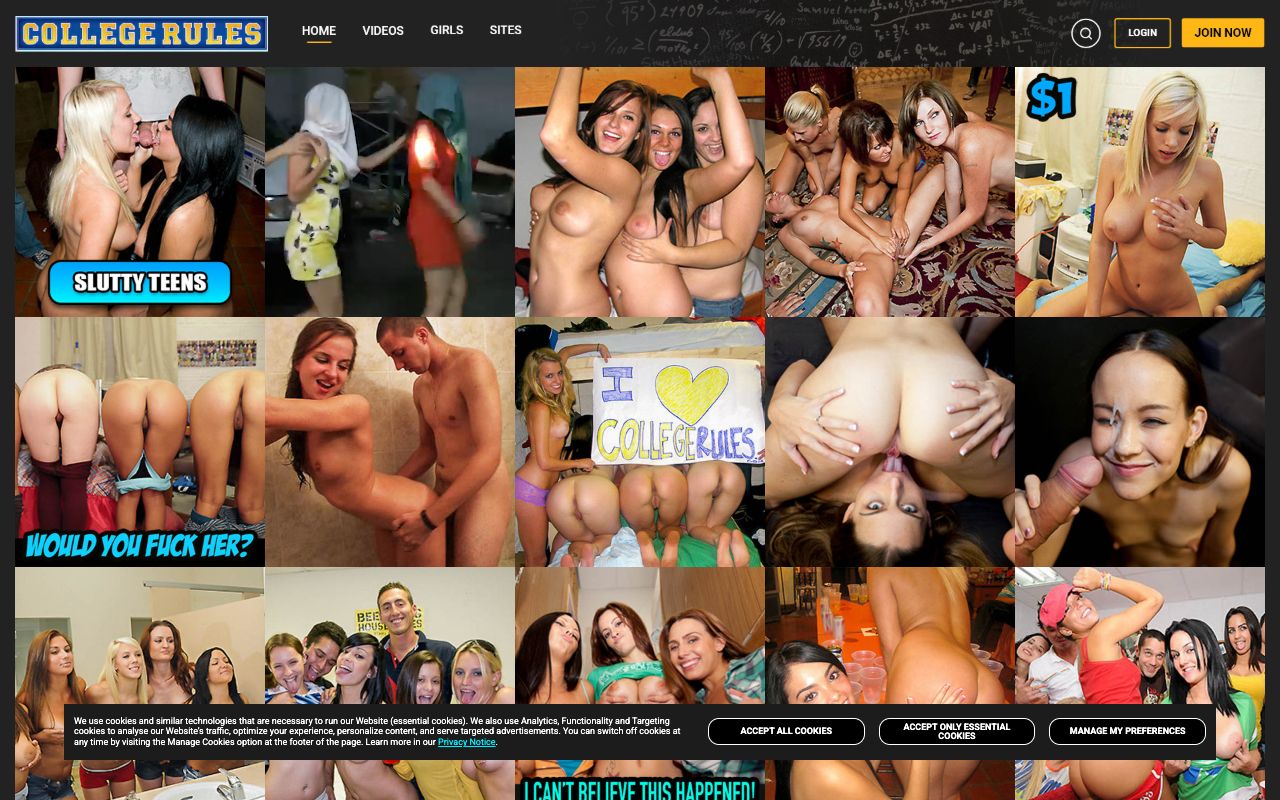 COLLEGE RULES
HOME
VIDEOS
GIRLS
SITES
LOGIN
JOIN NOW
$1
SLUTTY TEENS
I
COLLEGE RULES
WOULD YOU FUCK HER?
I CAN'T BELIEVE THIS HAPPENED!
We use cookies and similar technologies that are necessary to run our Website (essential cookies). We also use Analytics, Functionality and Targeting
cookies to analyse our Website's traffic, optimize your experience, personalize content, and serve targeted advertisements. You can switch off cookies at
any time by visiting the Manage Cookies option at the footer of the page. Learn more in our Privacy Notice.
ACCEPT ALL COOKIES
ACCEPT ONLY ESSENTIAL
COOKIES
MANAGE MY PREFERENCES